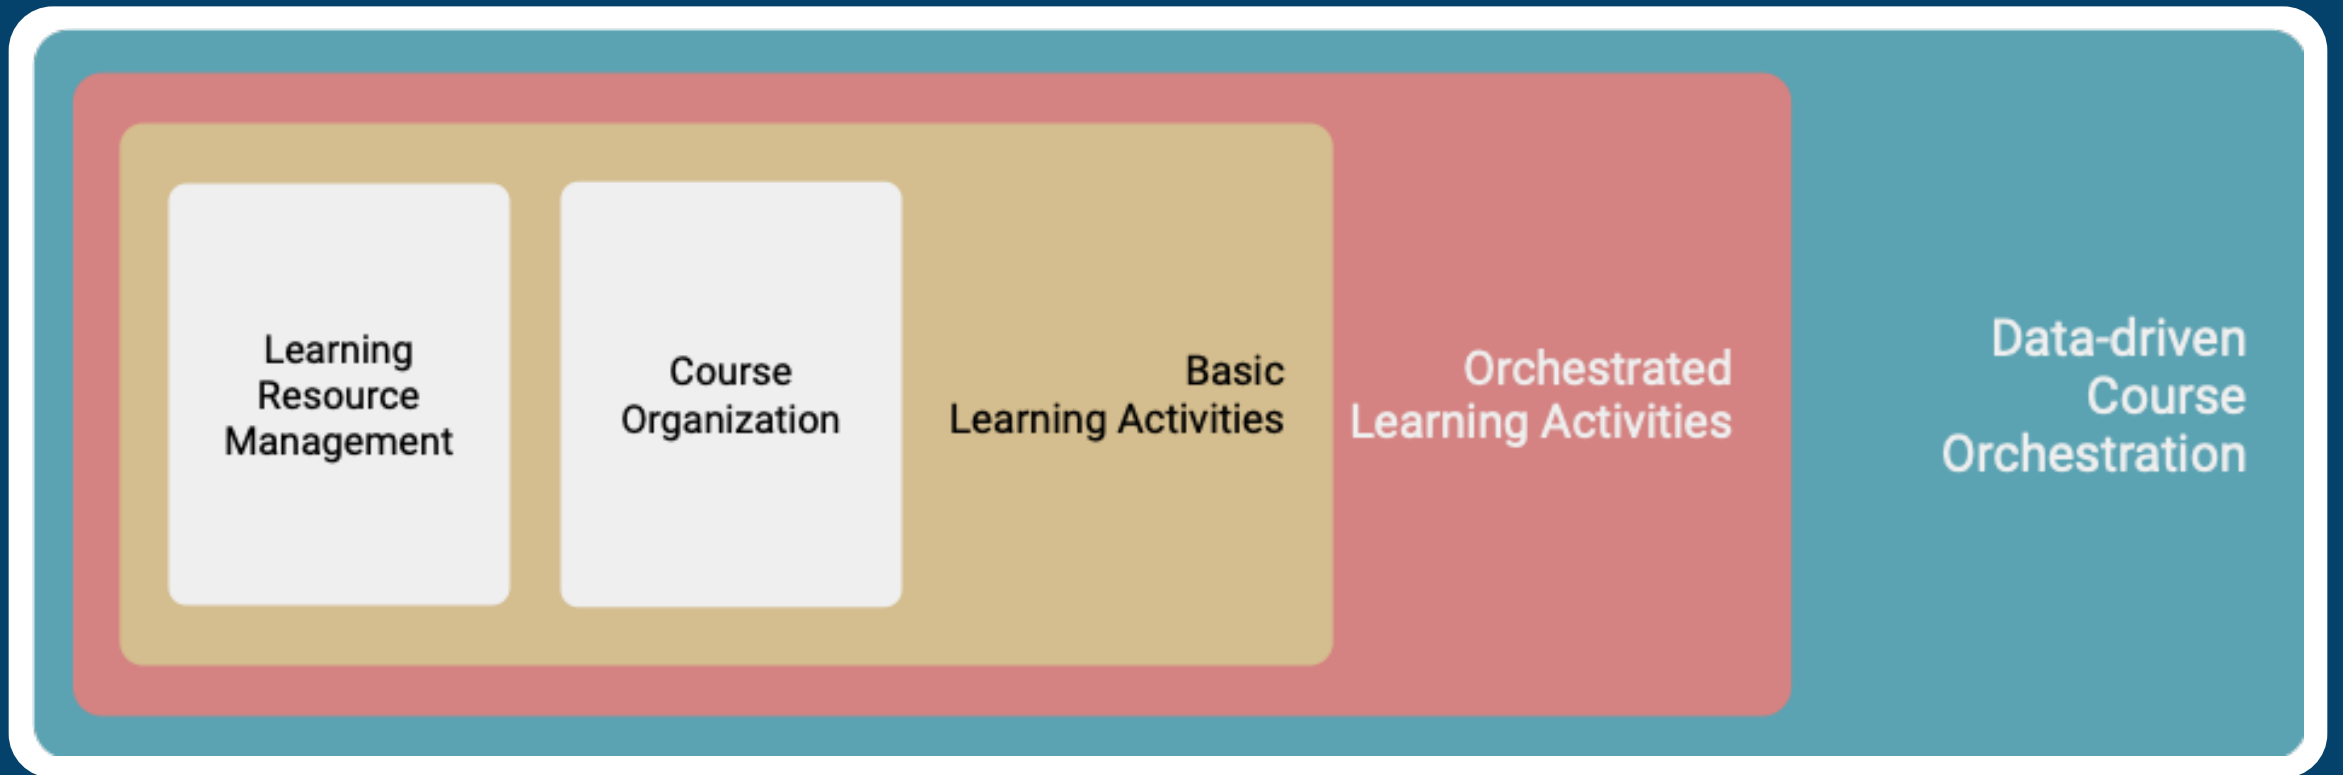 Learning
Resource
Management
Course
Organization
Basic
Learning Activities
Orchestrated
Learning Activities
Data-driven
Course
Orchestration